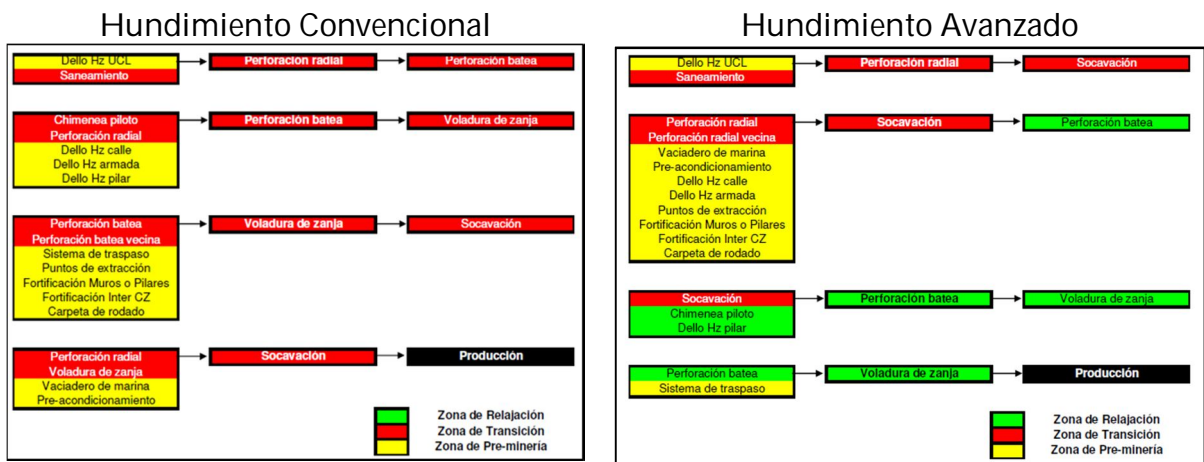 Hundimiento Convencional
Dello Hz UCL
Saneamiento
Perforación radial
Perforación batea
Chimenea piloto
Perforación radial
Dello Hz calle
Dello Hz armada
Dello Hz pilar
Perforación batea
Voladura de zanja
Perforación batea
Perforación batea vecina
Sistema de traspaso
Puntos de extracción
Fortificación Muros o Pilares
Fortificación Inter CZ
Carpeta de rodado
Voladura de zanja
Socavación
Perforación radial
Voladura de zanja
Vaciadero de marina
Pre-acondicionamiento
Socavación
Producción
Zona de Relajación
Zona de Transición
Zona de Pre-minería
Hundimiento Avanzado
Dello Hz UCL
Saneamiento
Perforación radial
Socavación
Perforación radial
Perforación radial vecina
Vaciadero de marina
Pre-acondicionamiento
Dello Hz calle
Dello Hz armada
Puntos de extracción
Fortificación Muros o Pilares
Fortificación Inter CZ
Carpeta de rodado
Socavación
Perforación batea
Socavación
Chimenea piloto
Dello Hz pilar
Perforación batea
Voladura de zanja
Perforación batea
Sistema de traspaso
Voladura de zanja
Producción
Zona de Relajación
Zona de Transición
Zona de Pre-minería